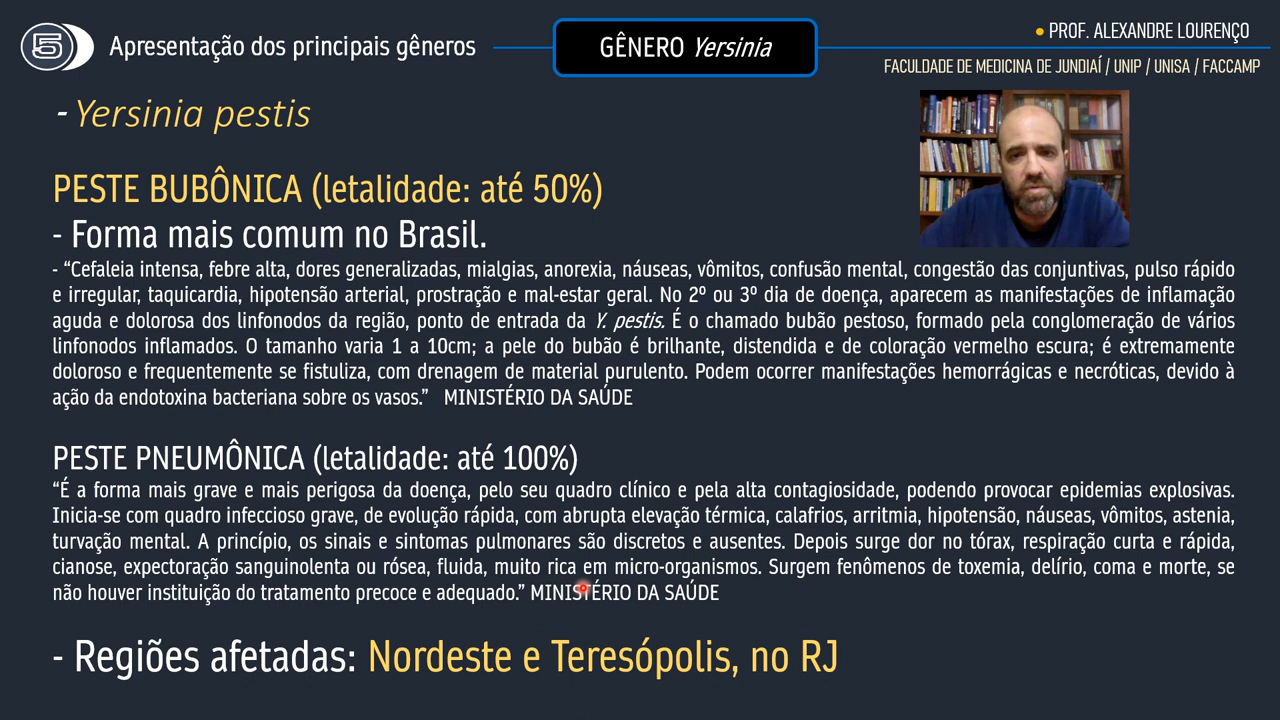 5 Apresentação dos principais gêneros
GÊNERO Yersinia
• PROF. ALEXANDRE LOURENÇO
FACULDADE DE MEDICINA DE JUNDIAÍ / UNIP / UNISA / FACCAMP
- Yersinia pestis
PESTE BUBÔNICA (letalidade: até 50%)
- Forma mais comum no Brasil.
- “Cefaleia intensa, febre alta, dores generalizadas, mialgias, anorexia, náuseas, vômitos, confusão mental, congestão das conjuntivas, pulso rápido
e irregular, taquicardia, hipotensão arterial, prostração e mal-estar geral. No 2º ou 3º dia de doença, aparecem as manifestações de inflamação
aguda e dolorosa dos linfonodos da região, ponto de entrada da Y. pestis. É o chamado bubão pestoso, formado pela conglomeração de vários
linfonodos inflamados. O tamanho varia 1 a 10cm; a pele do bubão é brilhante, distendida e de coloração vermelho escura; é extremamente
doloroso e frequentemente se fistuliza, com drenagem de material purulento. Podem ocorrer manifestações hemorrágicas e necróticas, devido à
ação da endotoxina bacteriana sobre os vasos.” MINISTÉRIO DA SAÚDE
PESTE PNEUMÔNICA (letalidade: até 100%)
“É a forma mais grave e mais perigosa da doença, pelo seu quadro clínico e pela alta contagiosidade, podendo provocar epidemias explosivas.
Inicia-se com quadro infeccioso grave, de evolução rápida, com abrupta elevação térmica, calafrios, arritmia, hipotensão, náuseas, vômitos, astenia,
turvação mental. A princípio, os sinais e sintomas pulmonares são discretos e ausentes. Depois surge dor no tórax, respiração curta e rápida,
cianose, expectoração sanguinolenta ou rósea, fluida, muito rica em micro-organismos. Surgem fenômenos de toxemia, delírio, coma e morte, se
não houver instituição do tratamento precoce e adequado.” MINISTÉRIO DA SAÚDE
- Regiões afetadas: Nordeste e Teresópolis, no RJ